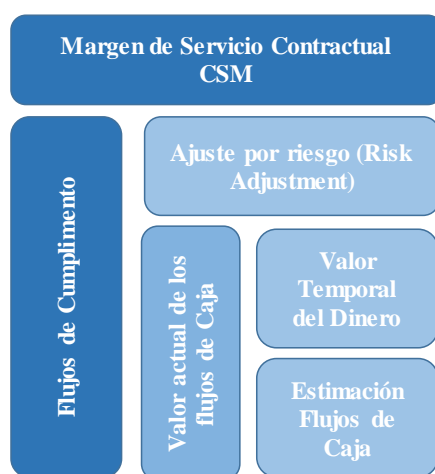 Margen de Servicio Contractual
CSM
Flujos de Cumplimento
Ajuste por riesgo (Risk
Adjustment)
Valor actual de los
flujos de Caja
Valor
Temporal
del Dinero
Estimación
Flujos de
Caja